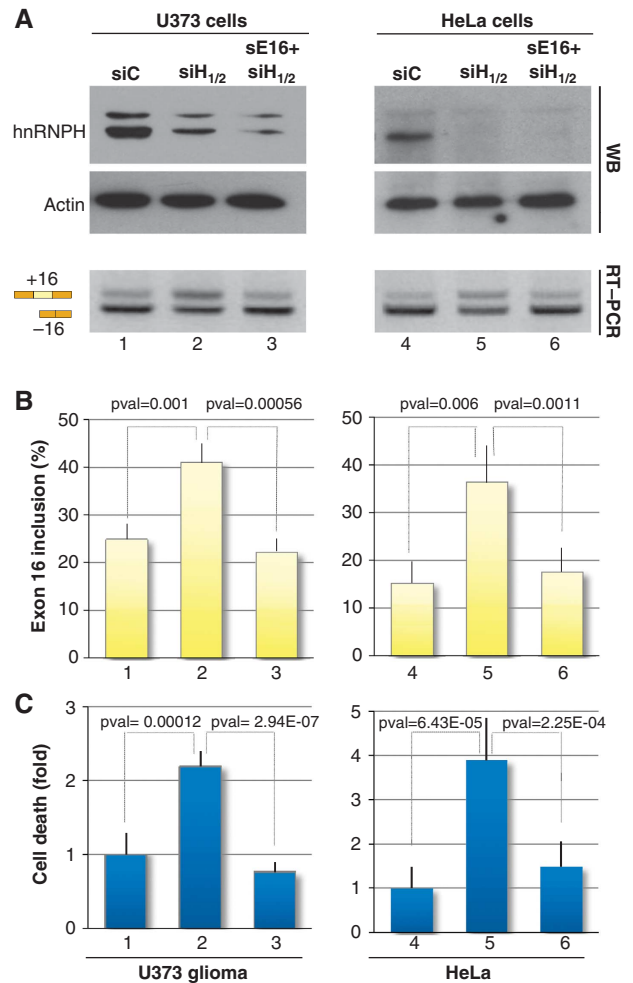 A
U373 cells
HeLa cells
siC
siH1/2
sE16+
siH1/2
siC
siH1/2
sE16+
siH1/2
hnRNPH
Actin
WB
+16
−16
RT–PCR
1 2 3 4 5 6
B
Exon 16 inclusion (%)
pval=0.001 pval=0.00056
50
40
30
20
10
0
1 2 3
pval=0.006 pval=0.0011
50
40
30
20
10
0
4 5 6
C
Cell death (fold)
3
pval= 0.00012 pval= 2.94E-07
2
1
0
1 2 3
U373 glioma
5
pval=6.43E-05 pval=2.25E-04
4
3
2
1
0
4 5 6
HeLa